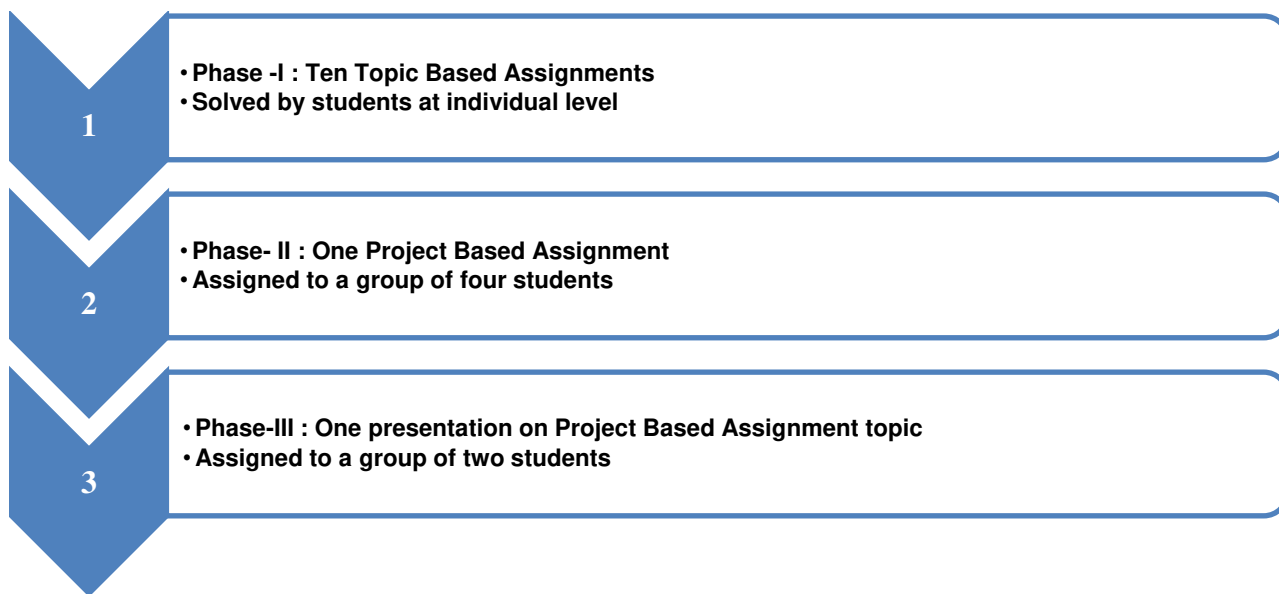 1
• Phase -I : Ten Topic Based Assignments
• Solved by students at individual level
2
• Phase- II : One Project Based Assignment
• Assigned to a group of four students
3
• Phase-III : One presentation on Project Based Assignment topic
• Assigned to a group of two students